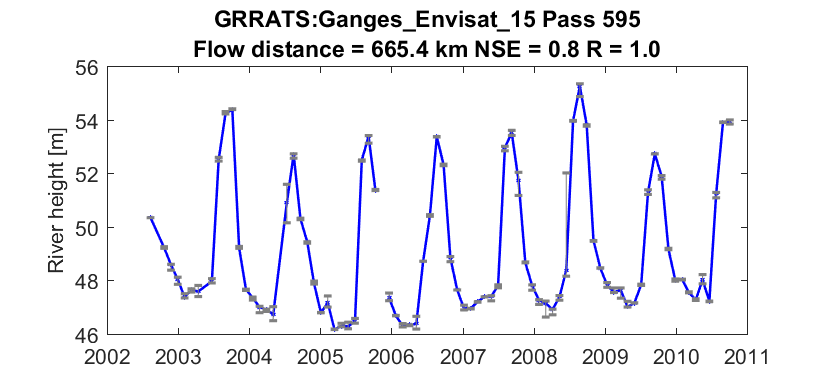 GRRATS:Ganges_Envisat_15 Pass 595
Flow distance = 665.4 km NSE = 0.8 R = 1.0
River height [m]
56
54
52
50
48
46
2002 2003 2004 2005 2006 2007 2008 2009 2010 2011